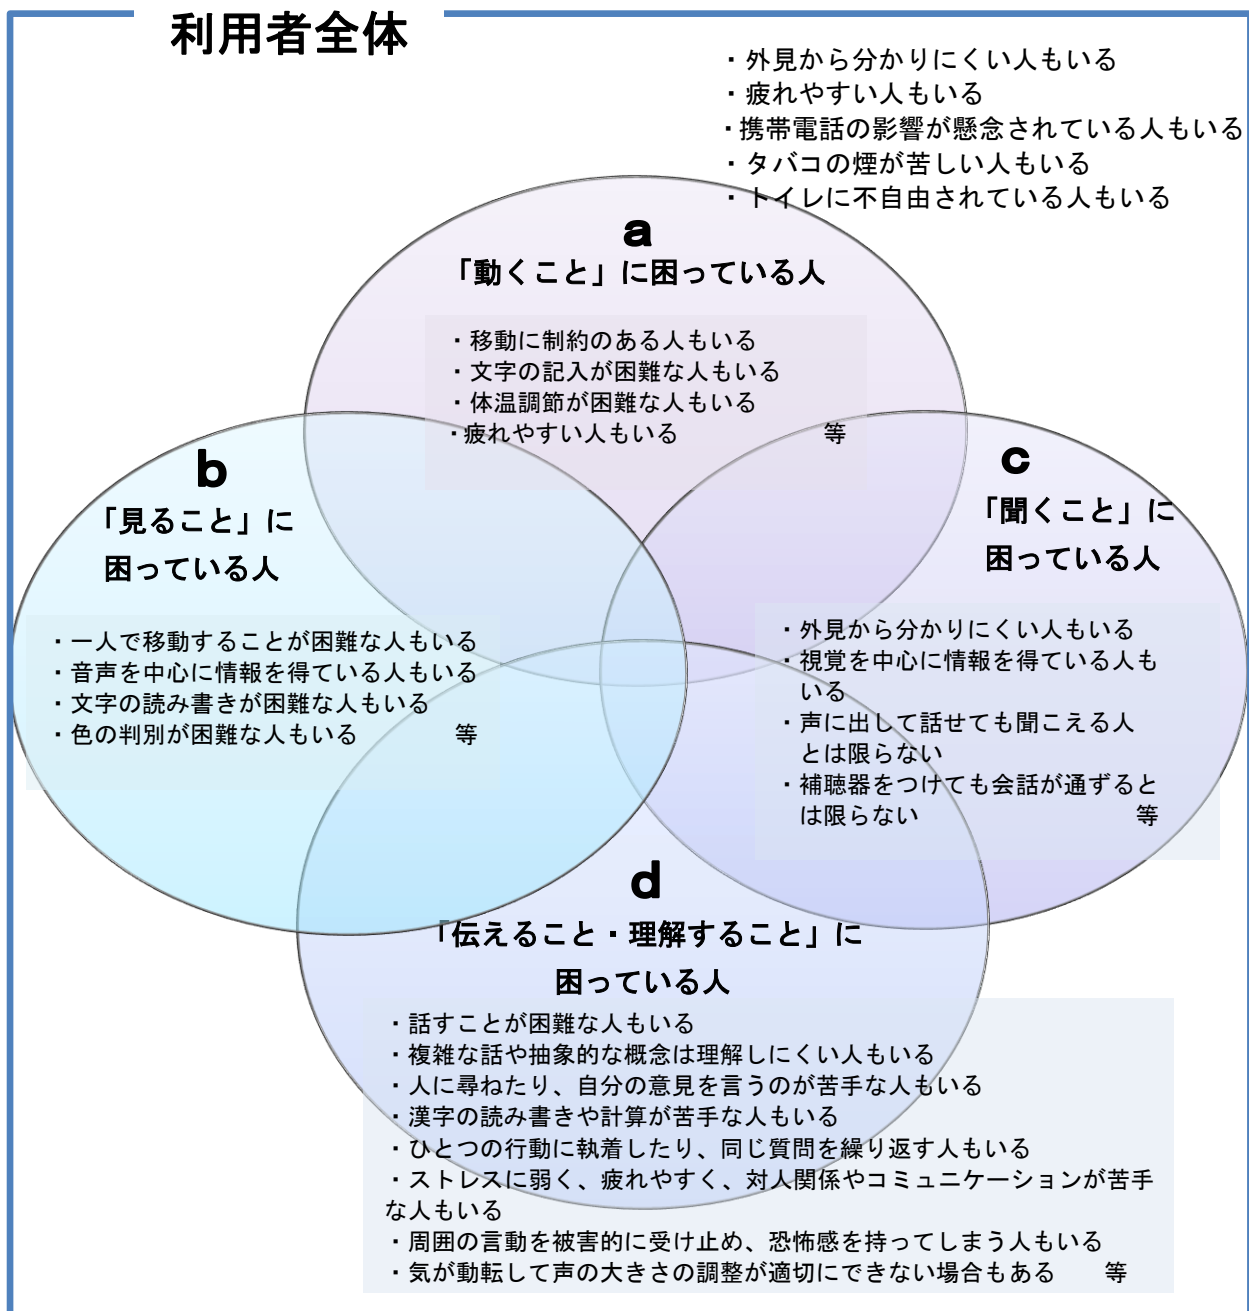 利用者全体
・外見から分かりにくい人もいる
・疲れやすい人もいる
・携帯電話の影響が懸念されている人もいる
・タバコの煙が苦しい人もいる
・トイレに不自由されている人もいる
a
「動くこと」に困っている人
・移動に制約のある人もいる
・文字の記入が困難な人もいる
・体温調節が困難な人もいる
・疲れやすい人もいる 等
b
「見ること」に
困っている人
・一人で移動することが困難な人もいる
・音声を中心に情報を得ている人もいる
・文字の読み書きが困難な人もいる
・色の判別が困難な人もいる 等
c
「聞くこと」に
困っている人
・外見から分かりにくい人もいる
・視覚を中心に情報を得ている人も
いる
・声に出して話せても聞こえる人
とは限らない
・補聴器をつけても会話が通ずると
は限らない 等
d
「伝えること・理解すること」に
困っている人
・話すことが困難な人もいる
・複雑な話や抽象的な概念は理解しにくい人もいる
・人に尋ねたり、自分の意見を言うのが苦手な人もいる
・漢字の読み書きや計算が苦手な人もいる
・ひとつの行動に執着したり、同じ質問を繰り返す人もいる
・ストレスに弱く、疲れやすく、対人関係やコミュニケーションが苦手
な人もいる
・周囲の言動を被害的に受け止め、恐怖感を持ってしまう人もいる
・気が動転して声の大きさの調整が適切にできない場合もある 等